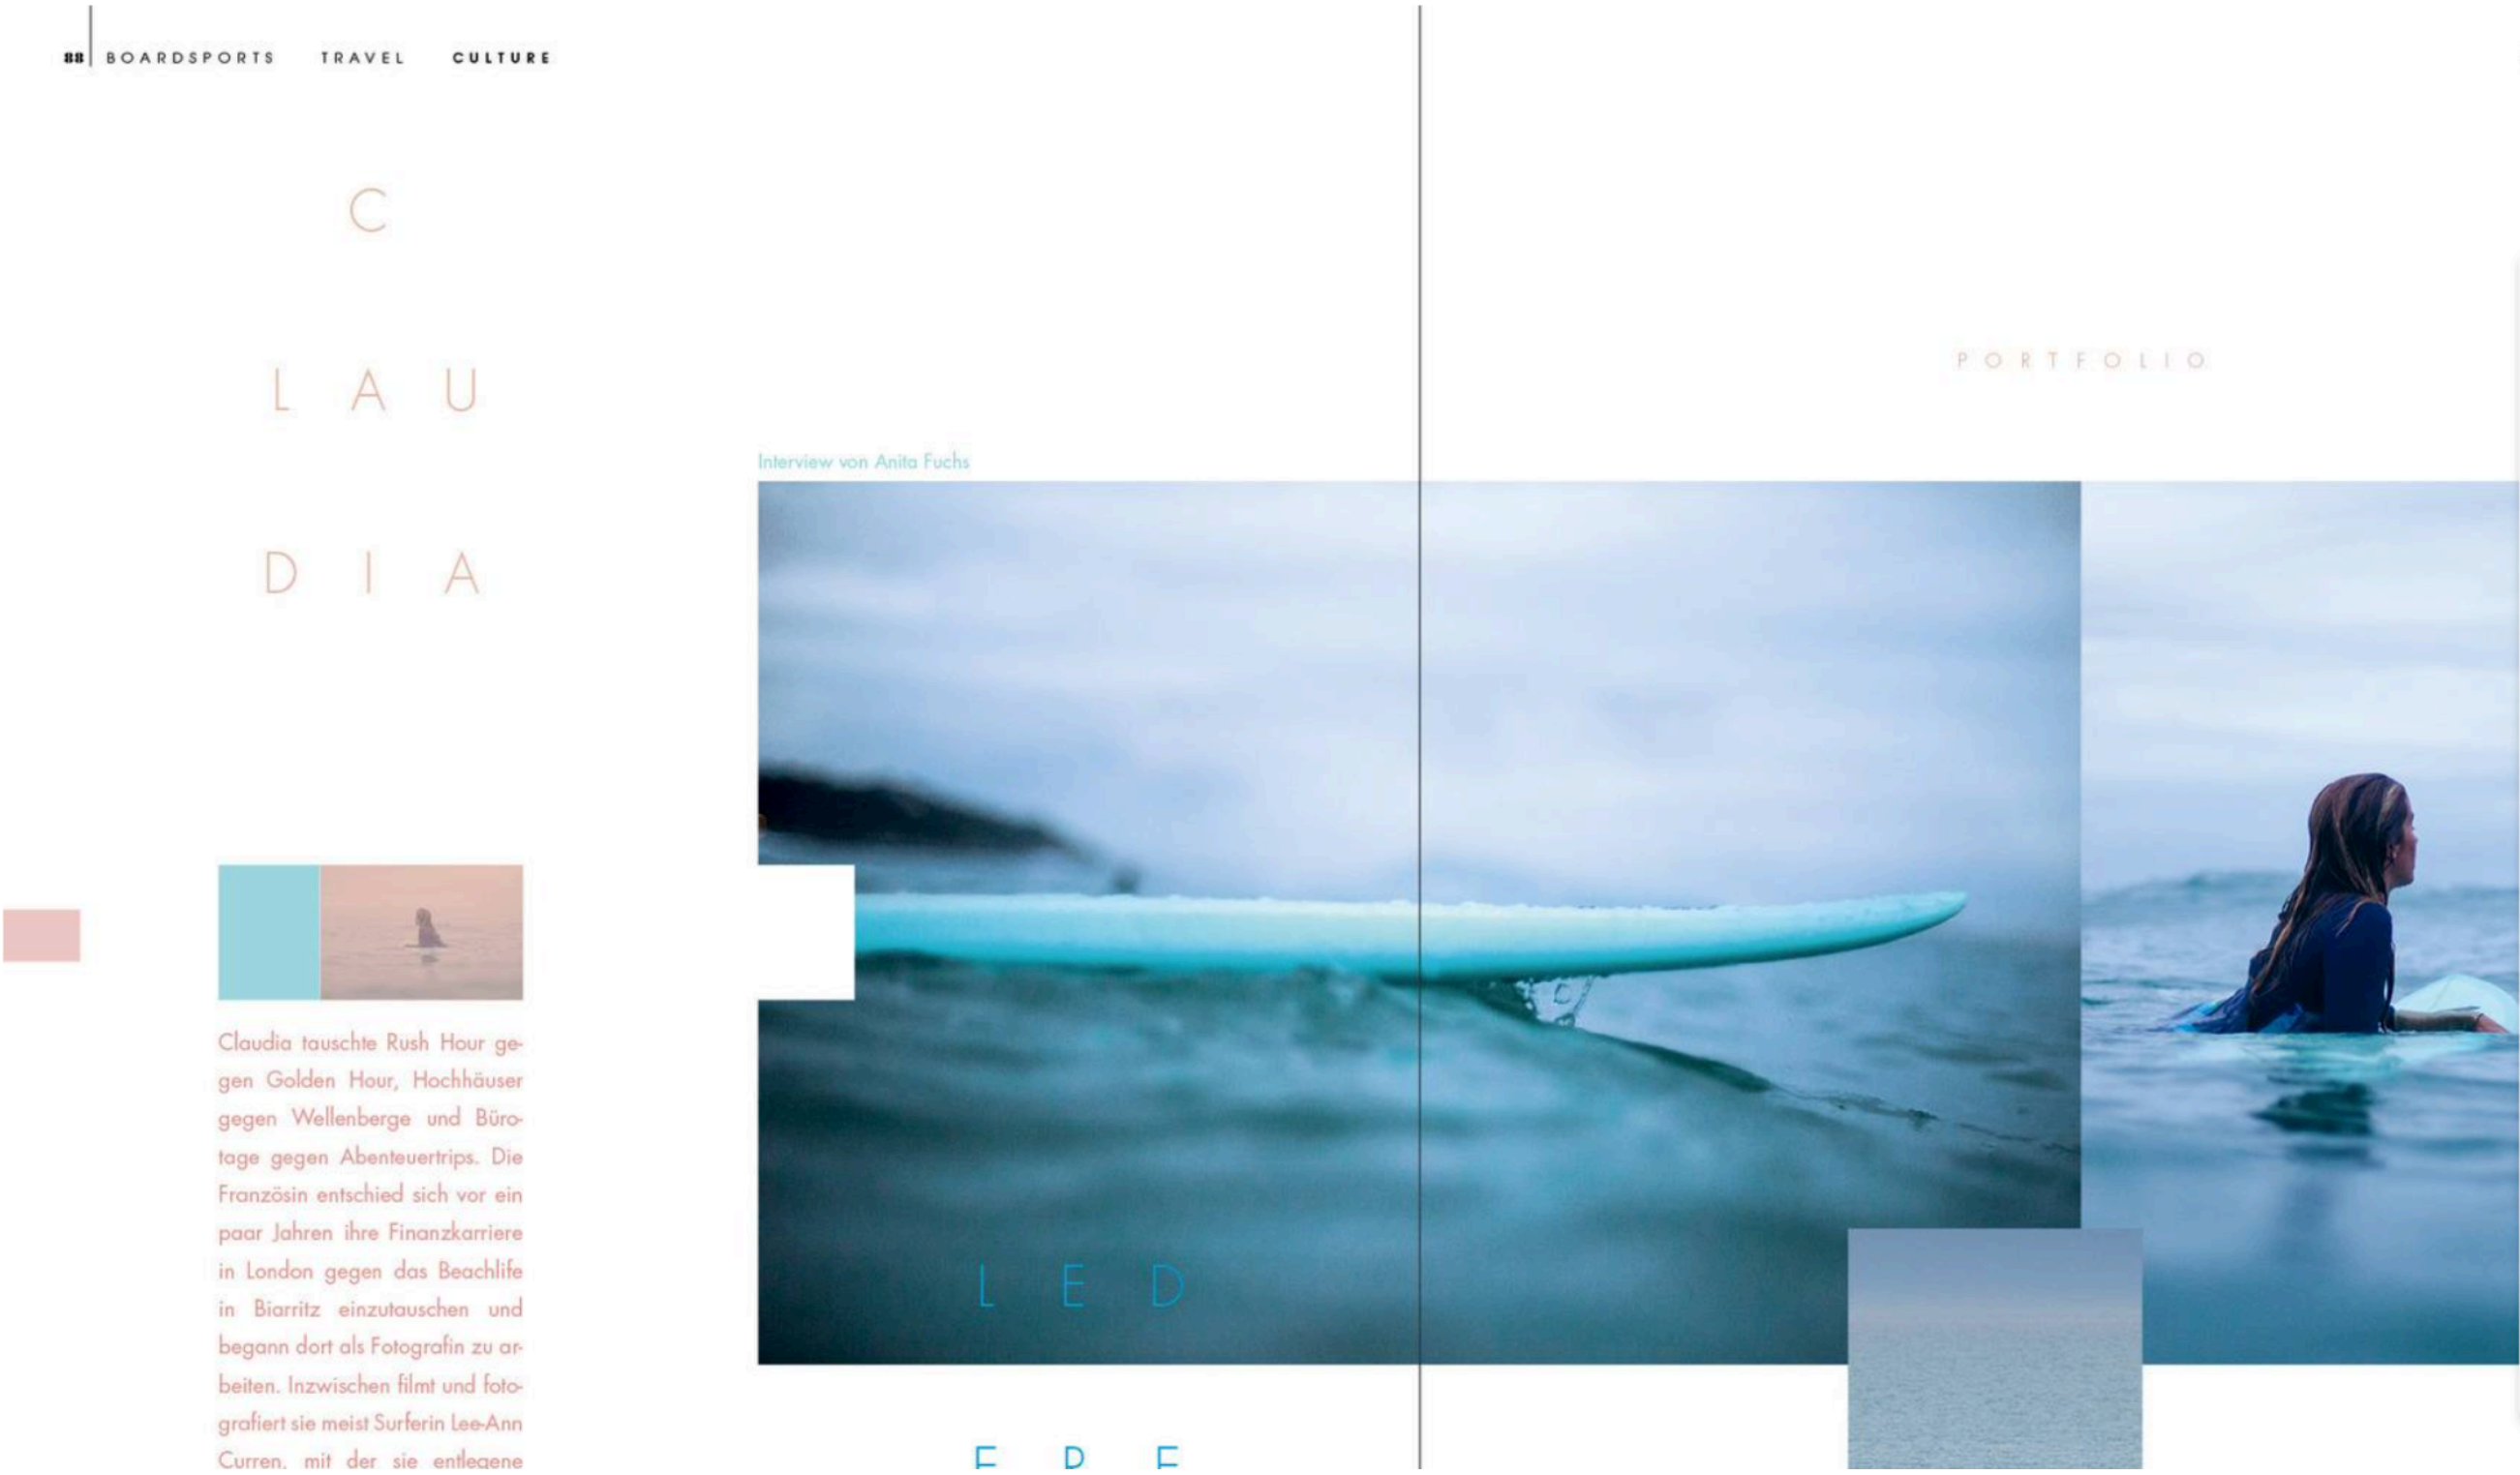 88 BOARDSPORTS TRAVEL CULTURE
C
LAU
DIA
PORTFOLIO
Interview von Anita Fuchs
Claudia tauschte Rush Hour ge-
gen Golden Hour, Hochhäuser
gegen Wellenberge und Büro-
tage gegen Abenteuertrips. Die
Französin entschied sich vor ein
paar Jahren ihre Finanzkarriere
in London gegen das Beachlife
in Biarritz einzutauschen und
begann dort als Fotografin zu ar-
beiten. Inzwischen filmt und foto-
grafiert sie meist Surferin Lee-Ann
Curren, mit der sie entlegene
LED